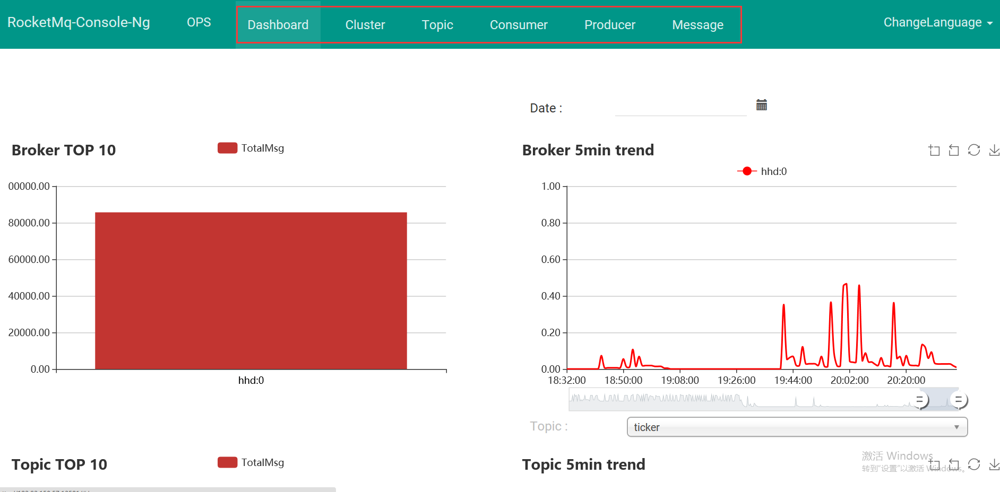 RocketMq-Console-Ng OPS Dashboard Cluster Topic Consumer Producer Message ChangeLanguage
Date :
Broker TOP 10
TotalMsg
00000.00
80000.00
60000.00
40000.00
20000.00
0.00
hhd:0
Broker 5min trend
hhd:0
1.00
0.80
0.60
0.40
0.20
0.00
18:32:00 18:50:00 19:08:00 19:26:00 19:44:00 20:02:00 20:20:00
Topic :
ticker
Topic TOP 10
TotalMsg
Topic 5min trend
激活 Windows
转到"设置"以激活 Windows。